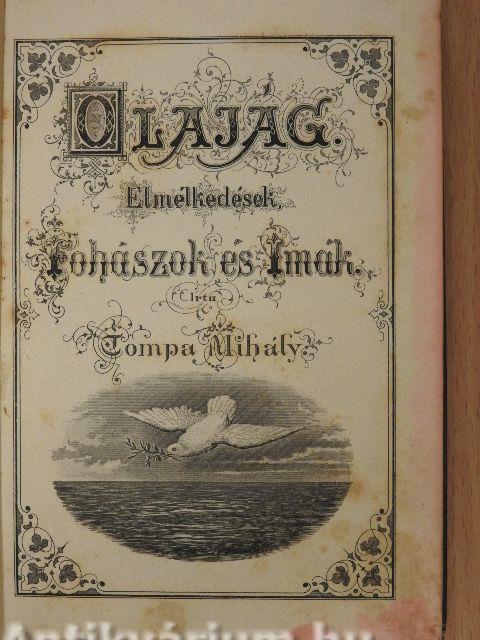 OLAJÁG.
Elmélkedések,
Fohászok és Imák.
Irta
Tompa Mihály.
Antikvárium.hu